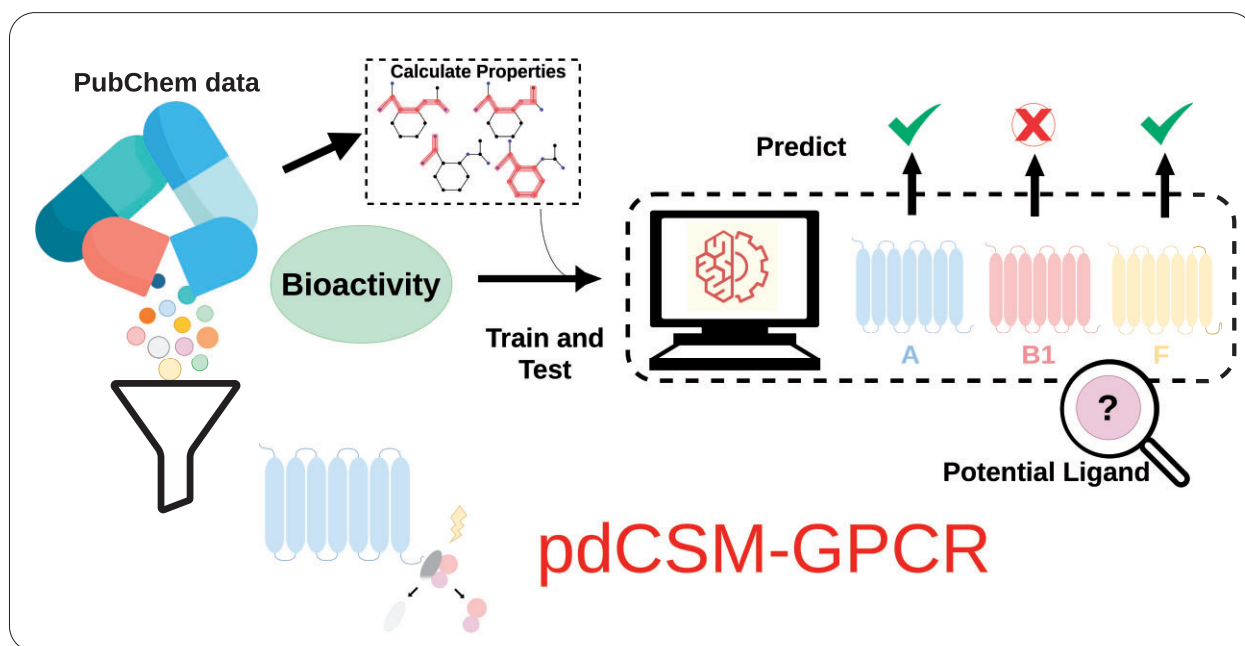 PubChem data
Calculate Properties
Bioactivity
Train and
Test
Predict
A
B1
F
?
Potential Ligand
pdCSM-GPCR